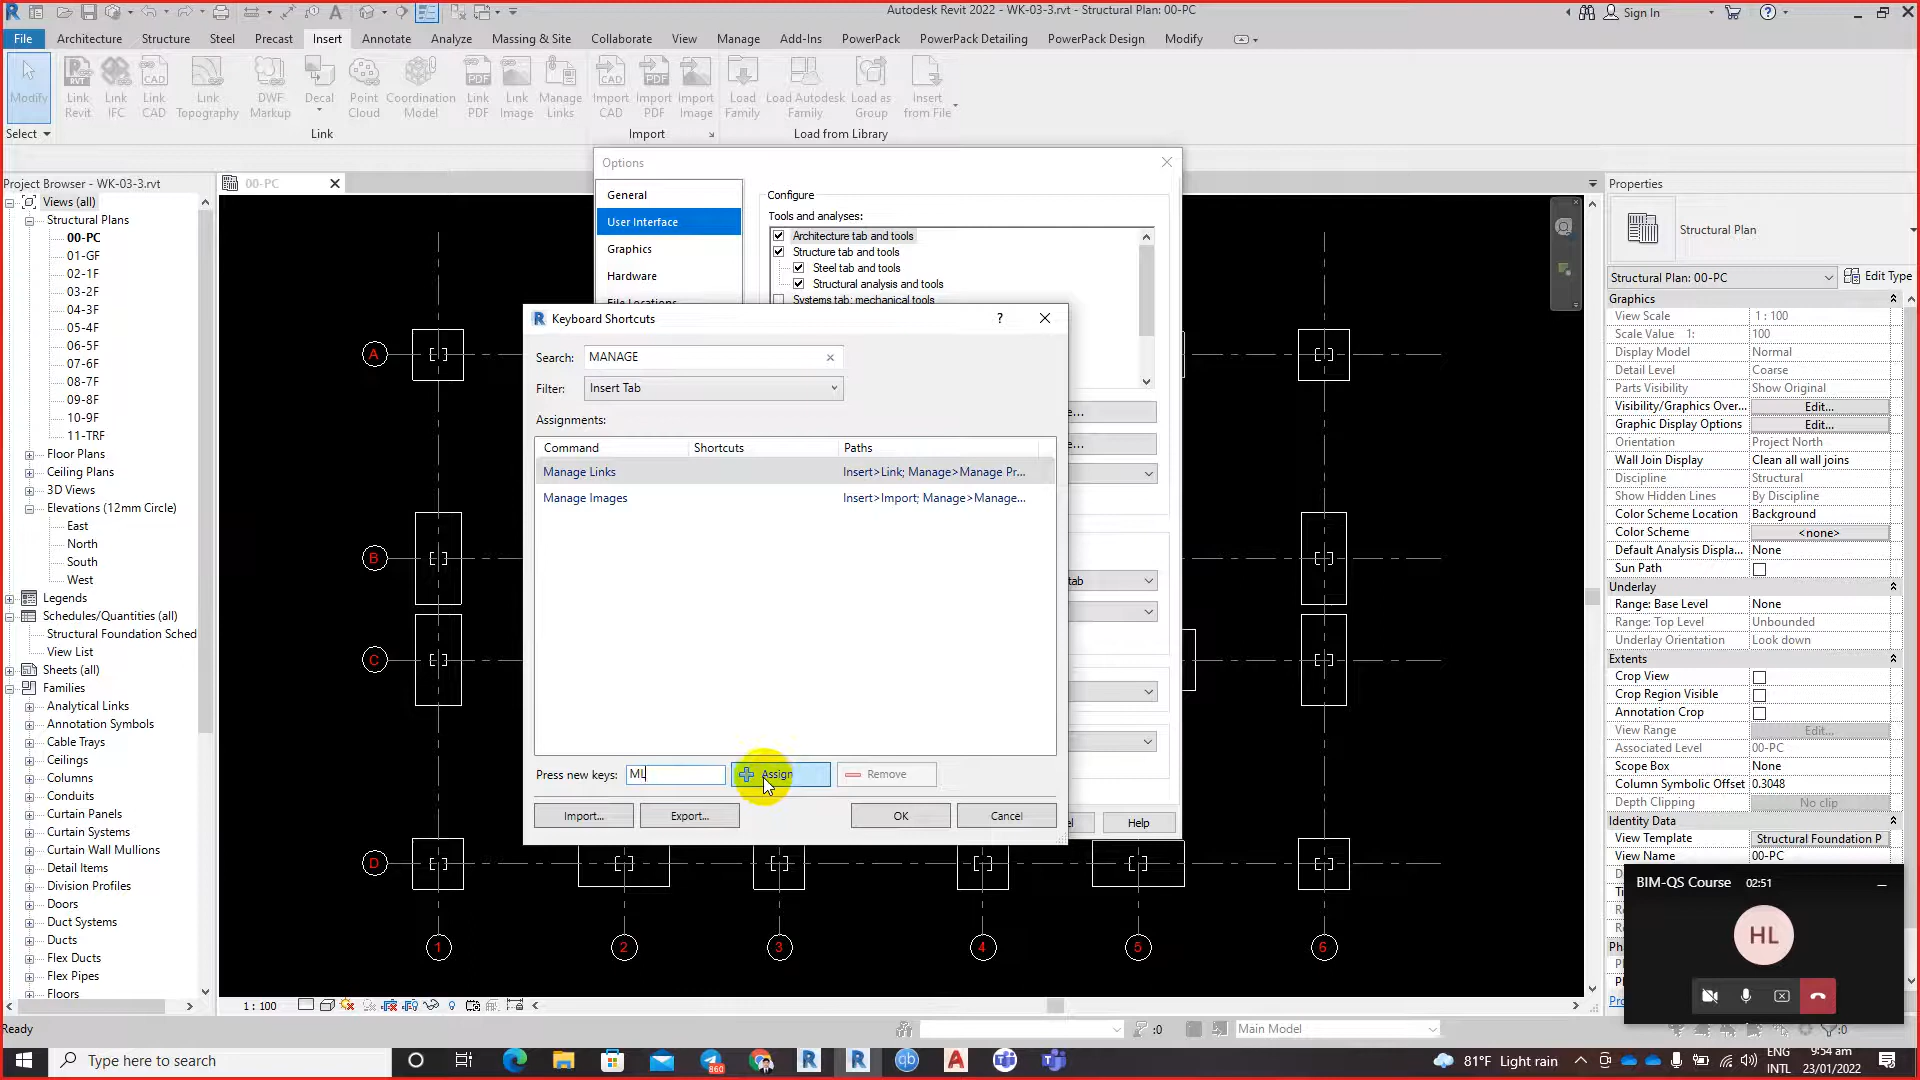 Autodesk Revit 2022 - WK-03-3.rvt - Structural Plan: 00-PC
Sign In
File Architecture Structure Steel Precast Insert Annotate Analyze Massing & Site Collaborate View Manage Add-Ins PowerPack PowerPack Detailing PowerPack Design Modify
Modify
Link Revit
Link IFC
Link CAD
Link Topography
DWF Markup
Decal
Point Cloud
Coordination Model
Link PDF
Link Image
Manage Links
Import CAD
Import PDF
Import Image
Load Family
Load Autodesk Family
Load as Group
Insert from File
Select
Link
Import
Load from Library
Project Browser - WK-03-3.rvt
Views (all)
Structural Plans
00-PC
01-GF
02-1F
03-2F
04-3F
05-4F
06-5F
07-6F
08-7F
09-8F
10-9F
11-TRF
Floor Plans
Ceiling Plans
3D Views
Elevations (12mm Circle)
East
North
South
West
Legends
Schedules/Quantities (all)
Structural Foundation Sched
View List
Sheets (all)
Families
Analytical Links
Annotation Symbols
Cable Trays
Ceilings
Columns
Conduits
Curtain Panels
Curtain Systems
Curtain Wall Mullions
Detail Items
Division Profiles
Doors
Duct Systems
Ducts
Flex Ducts
Flex Pipes
Floors
00-PC
A
B
C
D
1 2 3 4 5 6
Options
General
User Interface
Graphics
Hardware
File Locations
Configure
Tools and analyses:
Architecture tab and tools
Structure tab and tools
Steel tab and tools
Structural analysis and tools
Systems tab: mechanical tools
e...
e...
tab
el
Help
Keyboard Shortcuts
?
Search: MANAGE
Filter: Insert Tab
Assignments:
Command Shortcuts Paths
Manage Links Insert>Link; Manage>Manage Pr...
Manage Images Insert>Import; Manage>Manage...
Press new keys: ML Assign Remove
Import... Export... OK Cancel
Properties
Structural Plan
Structural Plan: 00-PC Edit Type
Graphics
View Scale 1 : 100
Scale Value 1: 100
Display Model Normal
Detail Level Coarse
Parts Visibility Show Original
Visibility/Graphics Over... Edit...
Graphic Display Options Edit...
Orientation Project North
Wall Join Display Clean all wall joins
Discipline Structural
Show Hidden Lines By Discipline
Color Scheme Location Background
Color Scheme <none>
Default Analysis Displa... None
Sun Path
Underlay
Range: Base Level None
Range: Top Level Unbounded
Underlay Orientation Look down
Extents
Crop View
Crop Region Visible
Annotation Crop
View Range Edit...
Associated Level 00-PC
Scope Box None
Column Symbolic Offset 0.3048
Depth Clipping No clip
Identity Data
View Template Structural Foundation P
View Name 00-PC
BIM-QS Course 02:51
HL
1 : 100
Ready
:0
Main Model
:0
Type here to search
860
81°F Light rain
ENG
INTL
9:54 am
23/01/2022